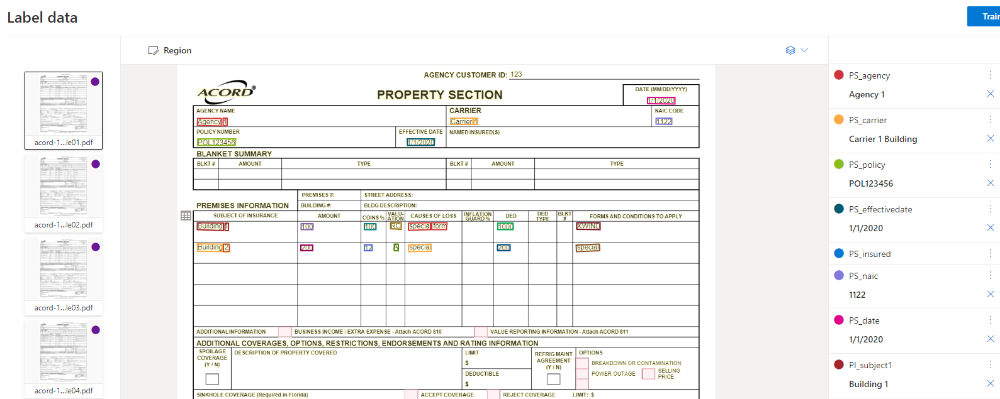 Label data
Train
Region
acord-1...le01.pdf
acord-1...le02.pdf
acord-1...le03.pdf
acord-1...le04.pdf
AGENCY CUSTOMER ID: 123
ACORD®
PROPERTY SECTION
DATE (MM/DD/YYYY)
1/1/2020
AGENCY NAME
Agency 1
CARRIER
Carrier 1
NAIC CODE
1122
POLICY NUMBER
POL123456
EFFECTIVE DATE
1/1/2020
NAMED INSURED(S)
BLANKET SUMMARY
BLKT # AMOUNT TYPE BLKT # AMOUNT TYPE
PREMISES INFORMATION
PREMISES #: STREET ADDRESS:
BUILDING #: BLDG DESCRIPTION:
SUBJECT OF INSURANCE AMOUNT COINS % VALU-ATION CAUSES OF LOSS INFLATION GUARD % DED DED TYPE BLKT # FORMS AND CONDITIONS TO APPLY
Building 1 100 100 RC special form 1000 XWIND
Building 2 200 12 A special 200 special
ADDITIONAL INFORMATION BUSINESS INCOME / EXTRA EXPENSE - Attach ACORD 810 VALUE REPORTING INFORMATION - Attach ACORD 811
ADDITIONAL COVERAGES, OPTIONS, RESTRICTIONS, ENDORSEMENTS AND RATING INFORMATION
SPOILAGE COVERAGE (Y / N)
DESCRIPTION OF PROPERTY COVERED
LIMIT
$
DEDUCTIBLE
$
REFRIG MAINT AGREEMENT (Y / N)
OPTIONS
BREAKDOWN OR CONTAMINATION
POWER OUTAGE
SELLING PRICE
SINKHOLE COVERAGE (Required in Florida) ACCEPT COVERAGE REJECT COVERAGE LIMIT: $
PS_agency
Agency 1
PS_carrier
Carrier 1 Building
PS_policy
POL123456
PS_effectivedate
1/1/2020
PS_insured
PS_naic
1122
PS_date
1/1/2020
PI_subject1
Building 1